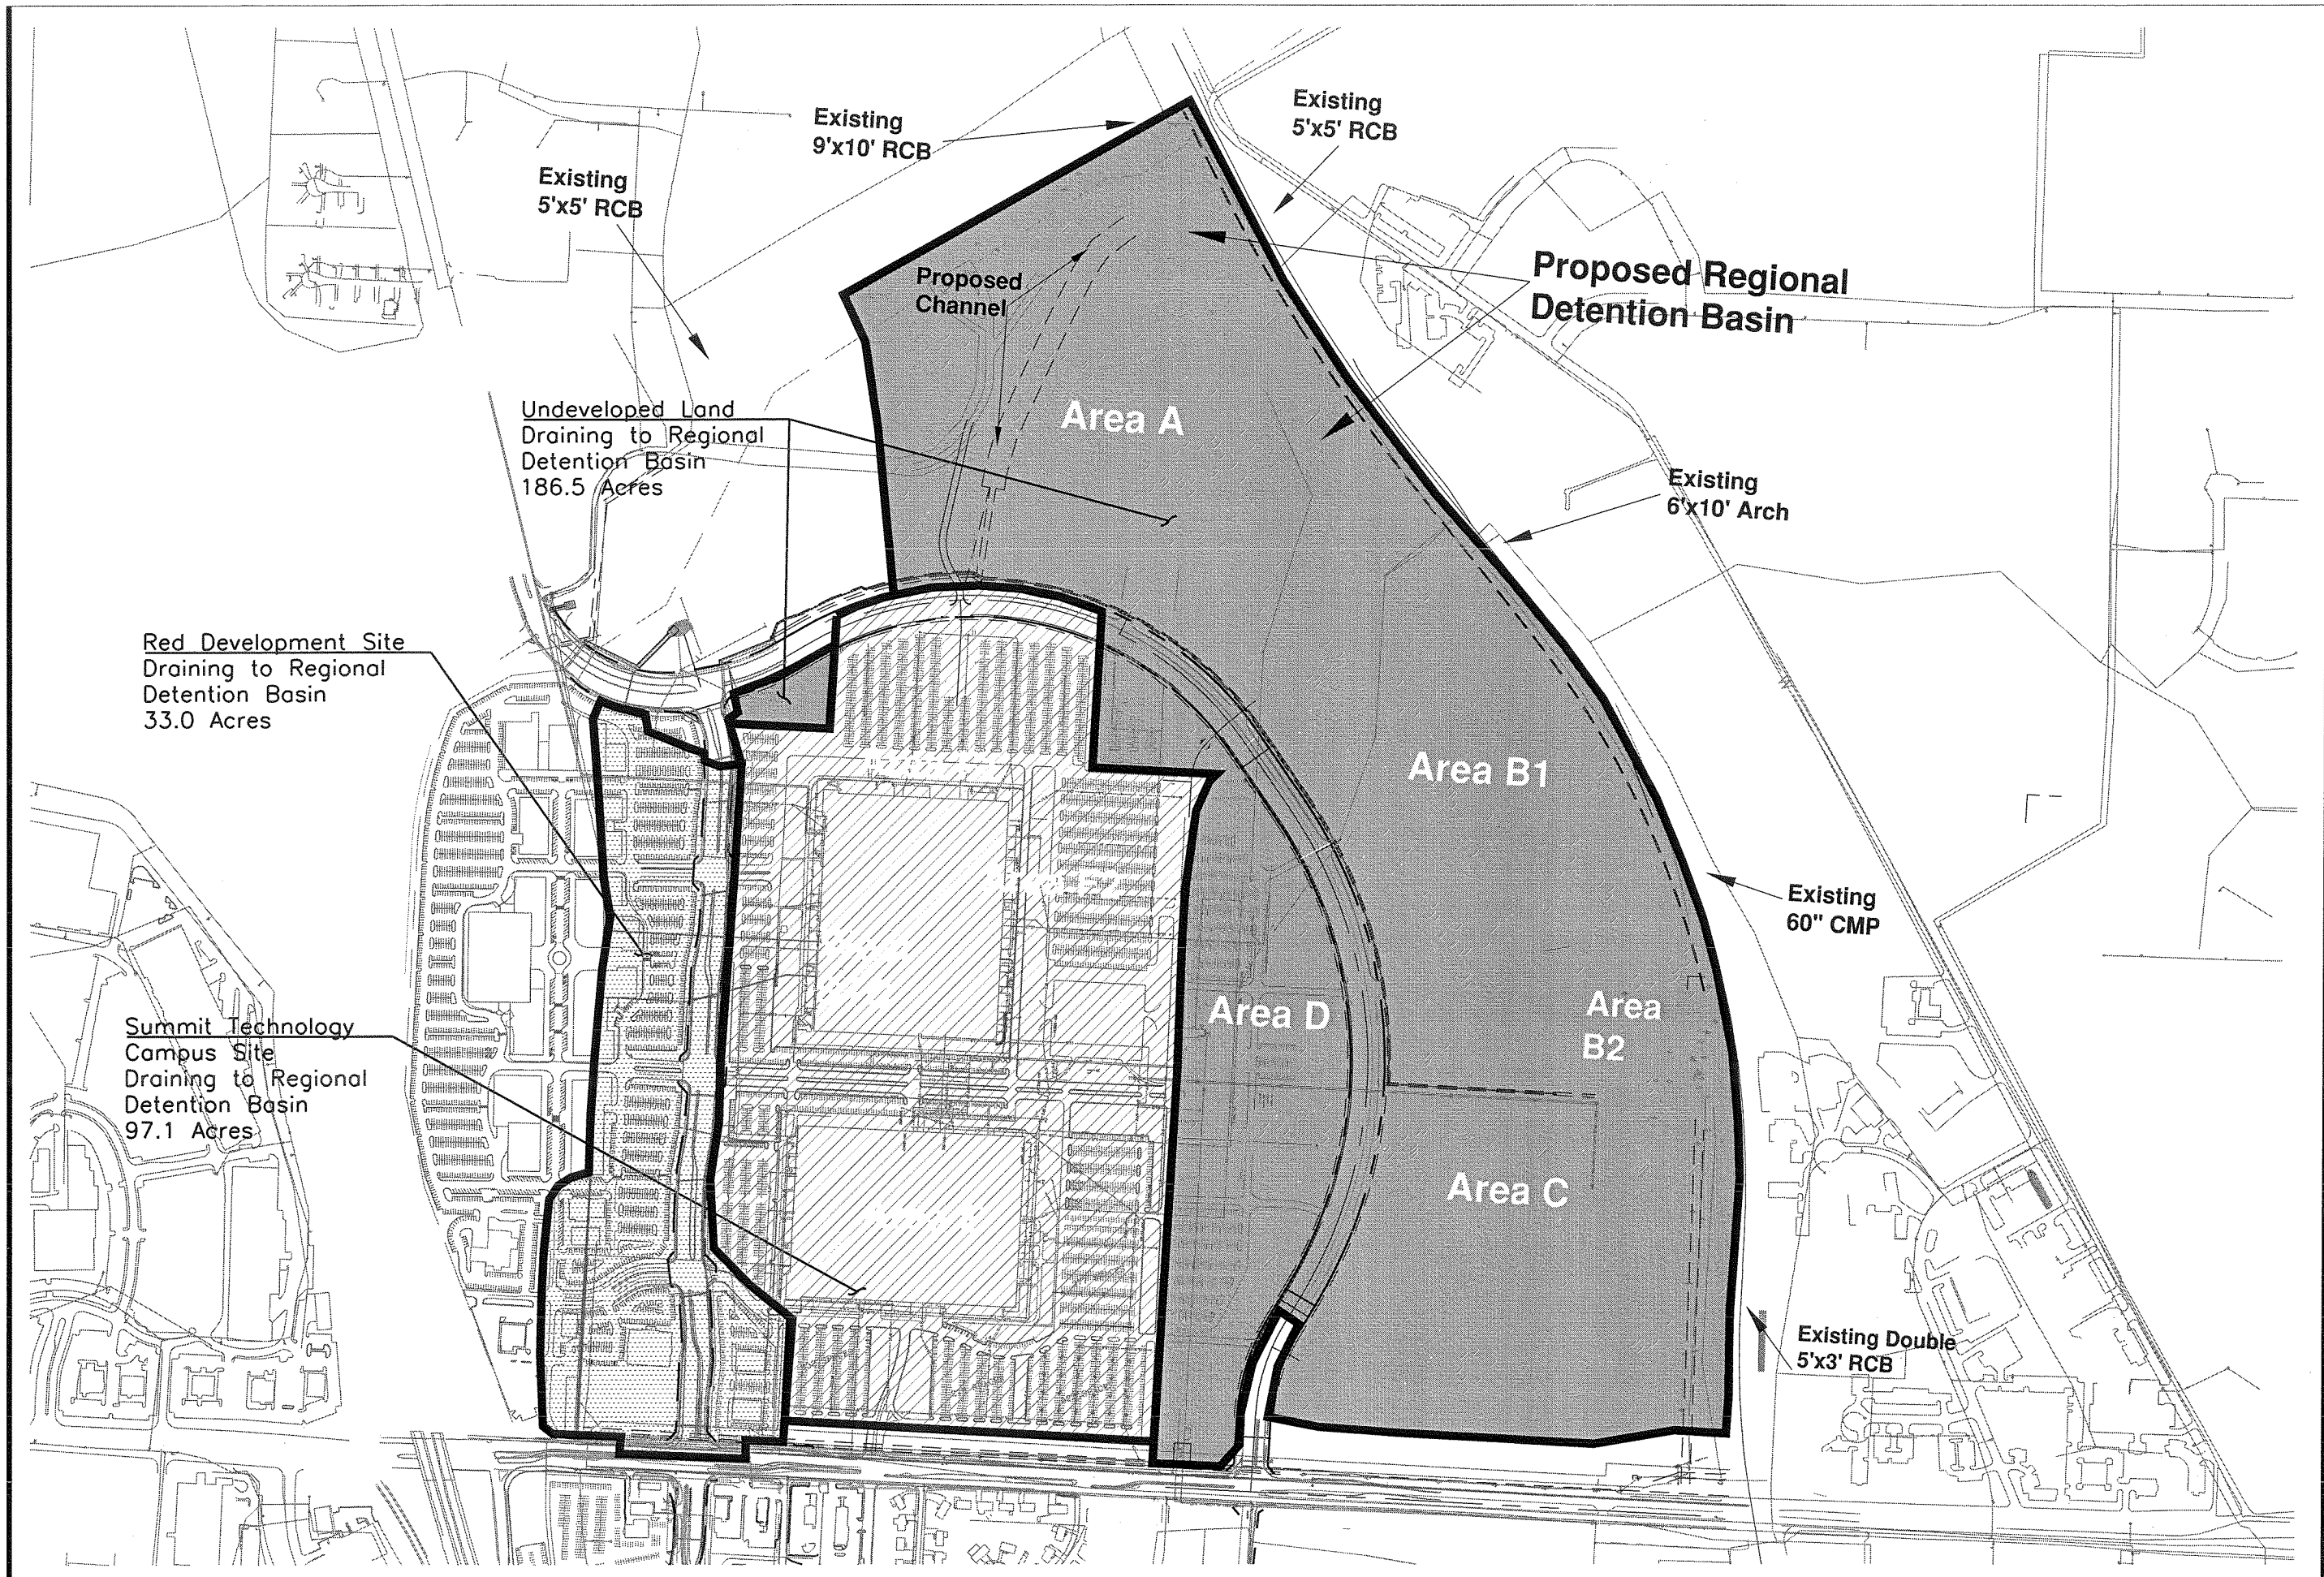 Existing
9'x10' RCB
Existing
5'x5' RCB
Existing
5'x5' RCB
Proposed Regional
Detention Basin
Proposed
Channel
Area A
Undeveloped Land
Draining to Regional
Detention Basin
186.5 Acres
Existing
6'x10' Arch
Red Development Site
Draining to Regional
Detention Basin
33.0 Acres
Area B1
Existing
60" CMP
Area D
Area
B2
Summit Technology
Campus Site
Draining to Regional
Detention Basin
97.1 Acres
Area C
Existing Double
5'x3' RCB